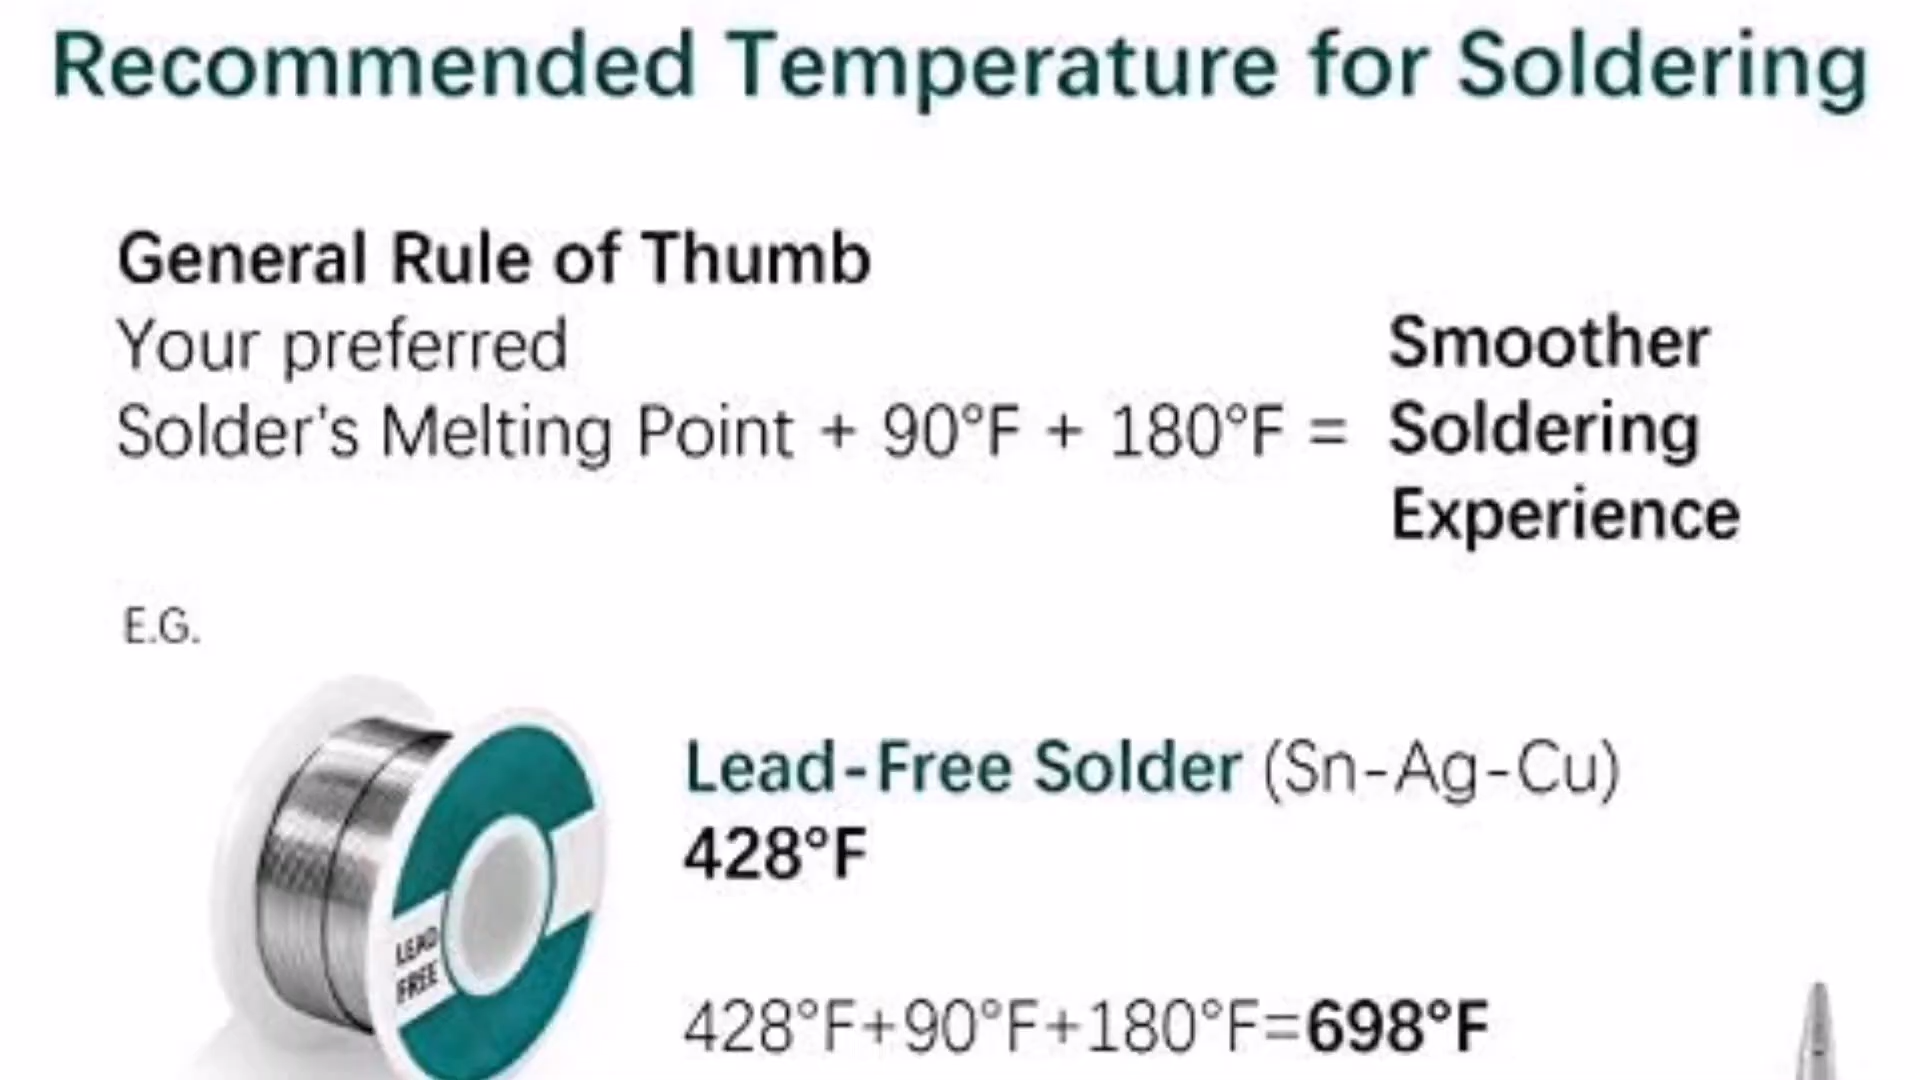 Recommended Temperature for Soldering
General Rule of Thumb
Your preferred
Solder's Melting Point + 90°F + 180°F =
Smoother
Soldering
Experience
E.G.
Lead-Free Solder (Sn-Ag-Cu)
428°F
LEAD
FREE
428°F+90°F+180°F=698°F